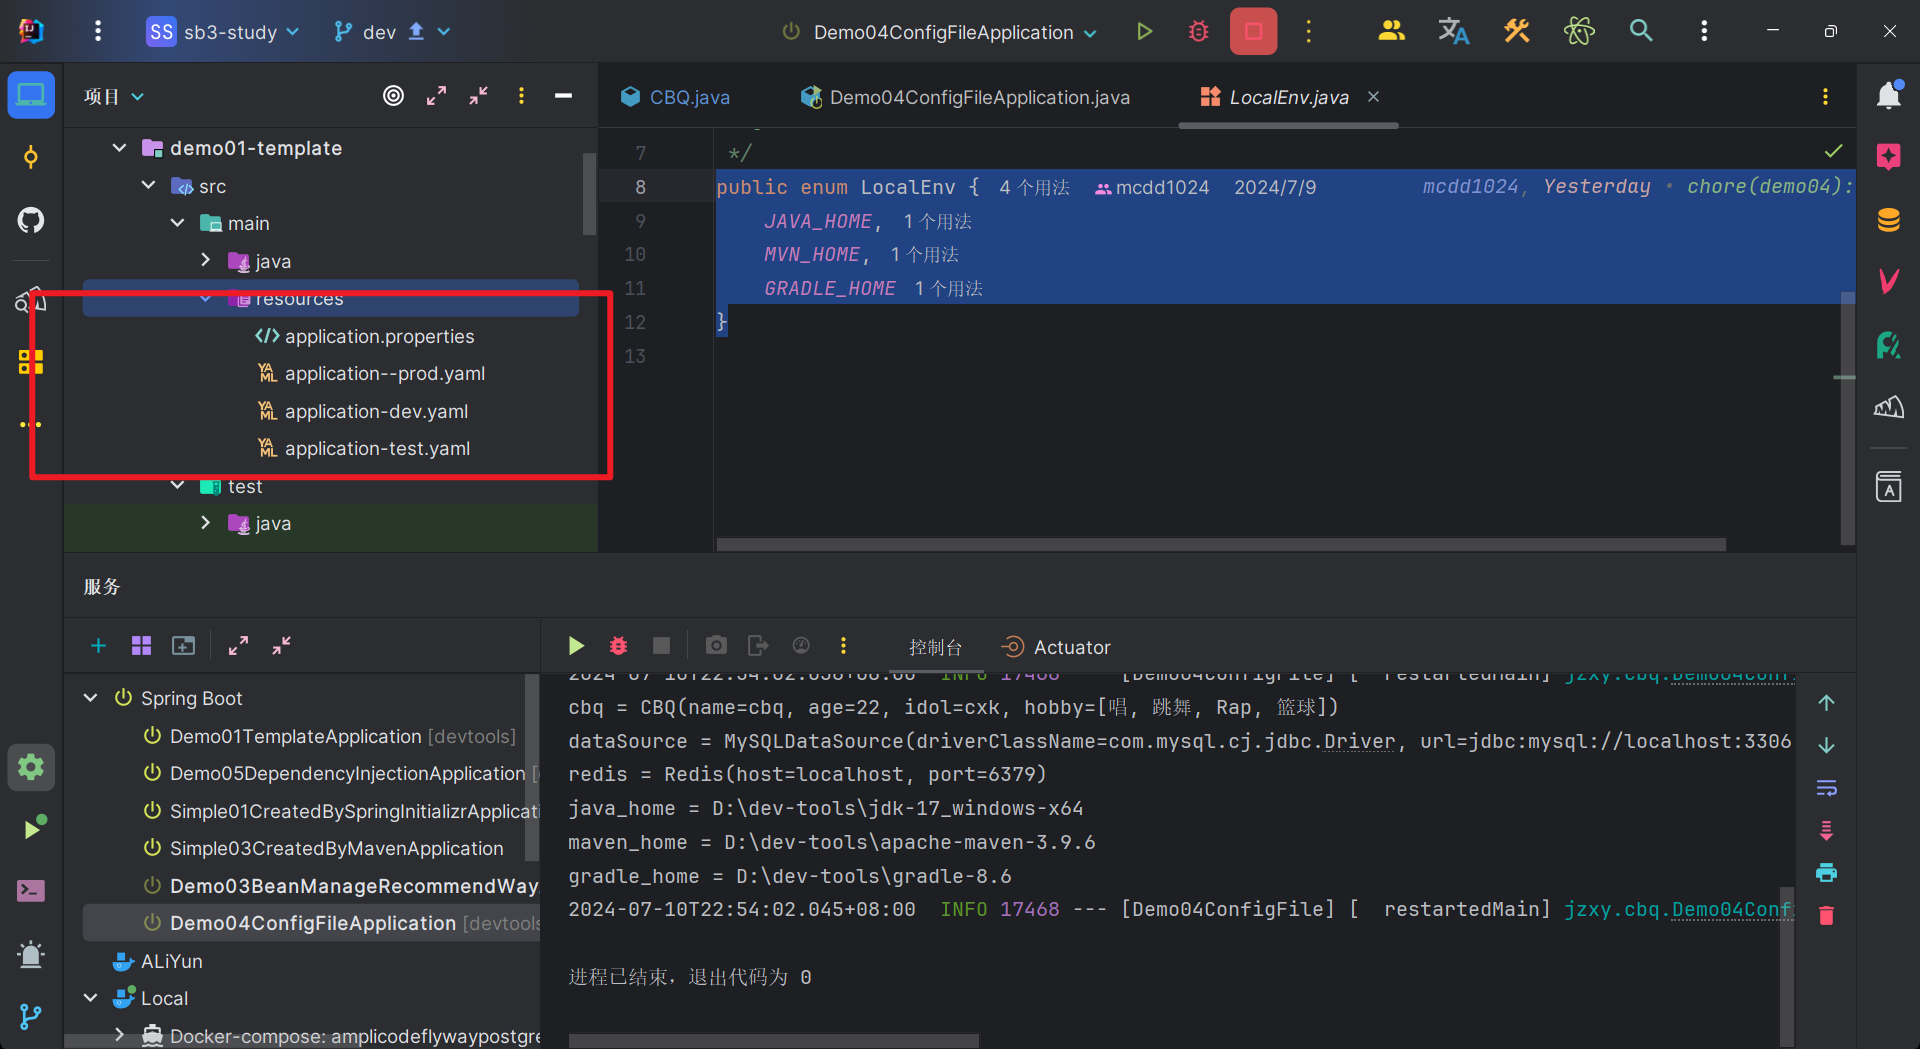 SS sb3-study dev Demo04ConfigFileApplication
项目
CBQ.java Demo04ConfigFileApplication.java LocalEnv.java
demo01-template
src
main
java
resources
application.properties
application--prod.yaml
application-dev.yaml
application-test.yaml
test
java
7 */
8 public enum LocalEnv { 4 个用法 mcdd1024 2024/7/9 mcdd1024, Yesterday • chore(demo04):
9 JAVA_HOME, 1 个用法
10 MVN_HOME, 1 个用法
11 GRADLE_HOME 1 个用法
12 }
13
服务
控制台 Actuator
Spring Boot
Demo01TemplateApplication [devtools]
Demo05DependencyInjectionApplication [
Simple01CreatedBySpringInitializrApplicati
Simple03CreatedByMavenApplication
Demo03BeanManageRecommendWay
Demo04ConfigFileApplication [devtools
ALiYun
Local
Docker-compose: amplicodeflywaypostgre
cbq = CBQ(name=cbq, age=22, idol=cxk, hobby=[唱, 跳舞, Rap, 篮球])
dataSource = MySQLDataSource(driverClassName=com.mysql.cj.jdbc.Driver, url=jdbc:mysql://localhost:3306
redis = Redis(host=localhost, port=6379)
java_home = D:\dev-tools\jdk-17_windows-x64
maven_home = D:\dev-tools\apache-maven-3.9.6
gradle_home = D:\dev-tools\gradle-8.6
2024-07-10T22:54:02.045+08:00 INFO 17468 --- [Demo04ConfigFile] [ restartedMain] jzxy.cbq.Demo04Conf
进程已结束，退出代码为 0